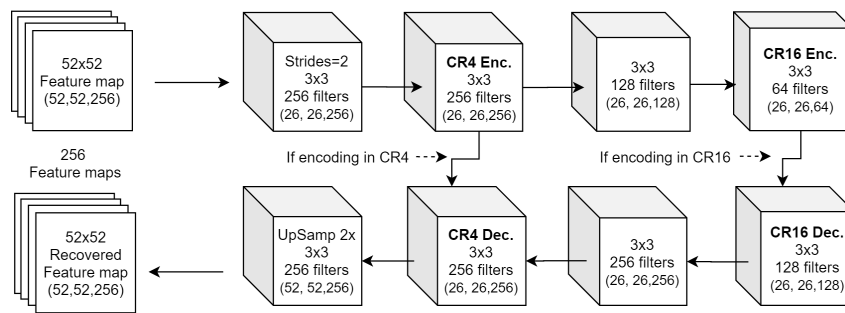 52x52
Feature map
(52,52,256)
Strides=2
3x3
256 filters
(26, 26,256)
CR4 Enc.
3x3
256 filters
(26, 26,256)
3x3
128 filters
(26, 26,128)
CR16 Enc.
3x3
64 filters
(26, 26,64)
256
Feature maps
If encoding in CR4
If encoding in CR16
52x52
Recovered
Feature map
(52,52,256)
UpSamp 2x
3x3
256 filters
(52, 52,256)
CR4 Dec.
3x3
256 filters
(26, 26,256)
3x3
256 filters
(26, 26,256)
CR16 Dec.
3x3
128 filters
(26, 26,128)